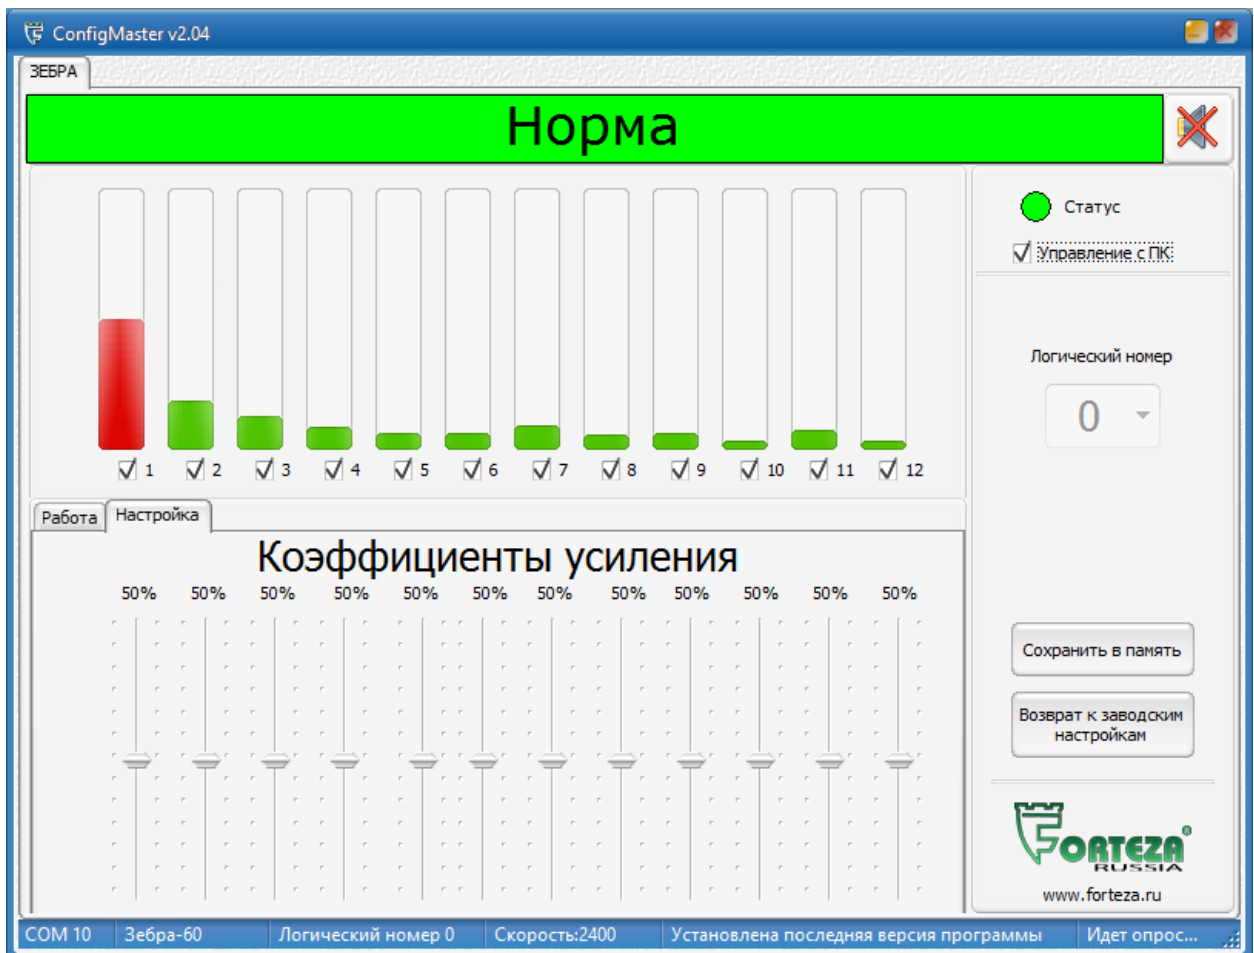 ConfigMaster v2.04
ЗЕБРА
Норма
Статус
Управление с ПК
Логический номер
0
1 2 3 4 5 6 7 8 9 10 11 12
Работа Настройка
Коэффициенты усиления
50% 50% 50% 50% 50% 50% 50% 50% 50% 50% 50% 50%
Сохранить в память
Возврат к заводским
настройкам
FORTEZA®
RUSSIA
www.forteza.ru
COM 10 Зебра-60 Логический номер 0 Скорость:2400 Установлена последняя версия программы Идет опрос...